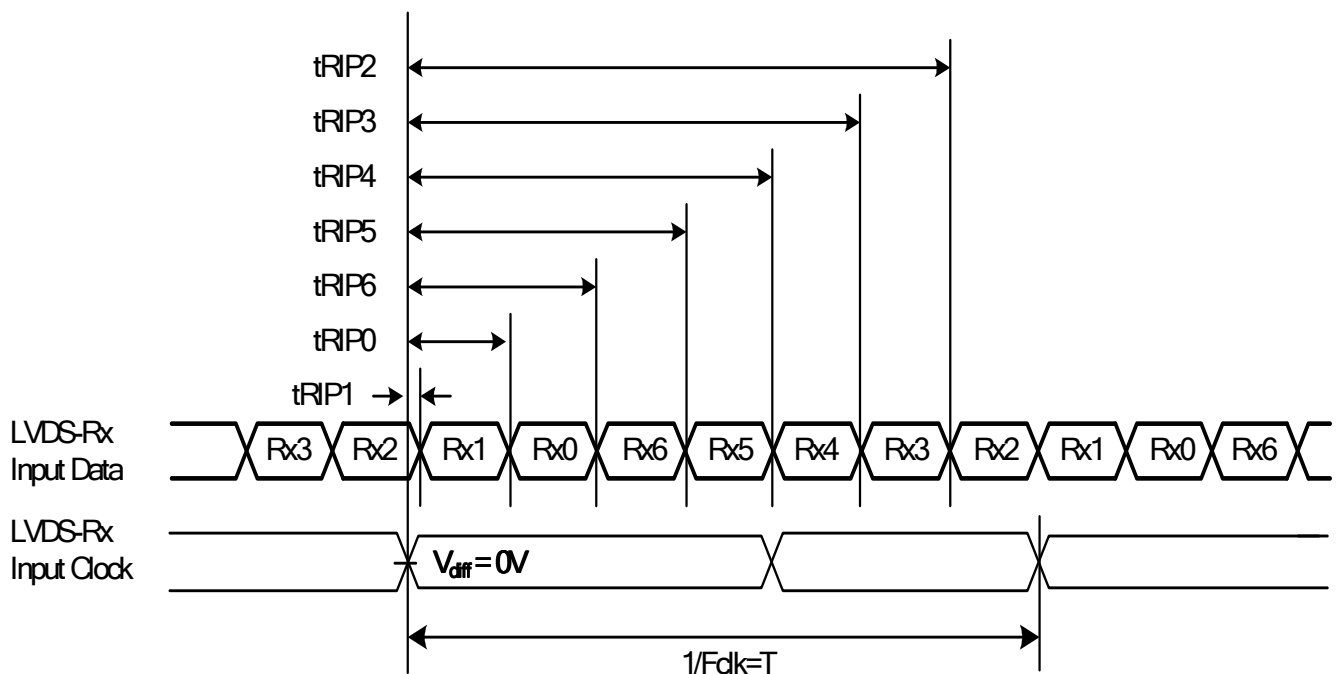 tRIP2
tRIP3
tRIP4
tRIP5
tRIP6
tRIP0
tRIP1
LVDS-Rx
Input Data
Rx3 Rx2 Rx1 Rx0 Rx6 Rx5 Rx4 Rx3 Rx2 Rx1 Rx0 Rx6
LVDS-Rx
Input Clock
Vdiff = 0V
1/Fclk=T